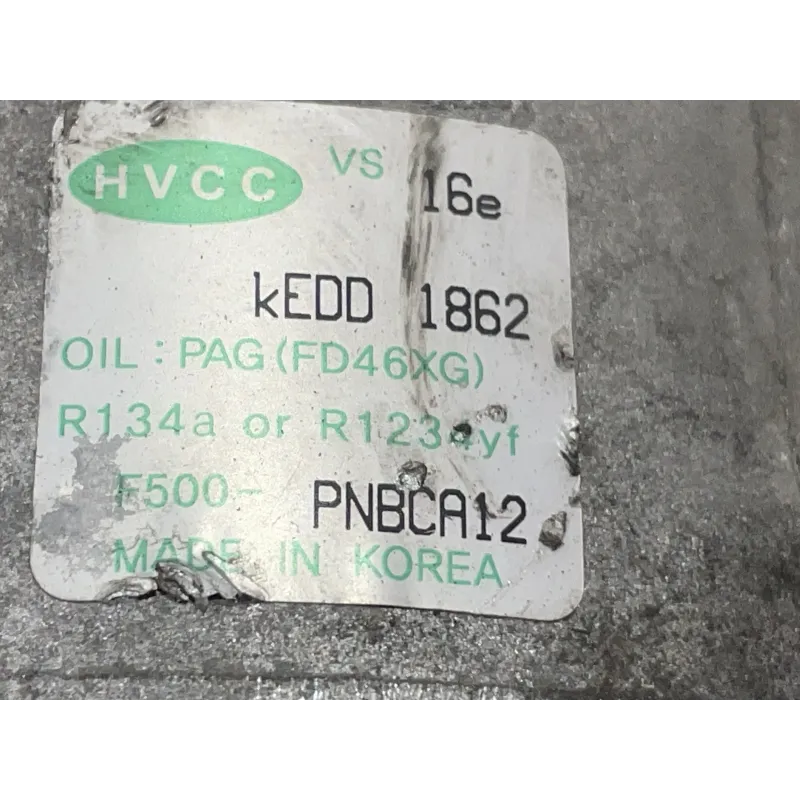 HVCC VS 16e
kEDD 1862
OIL : PAG (FD46XG)
R134a or R1234yf
F500- PNBCA12
MADE IN KOREA